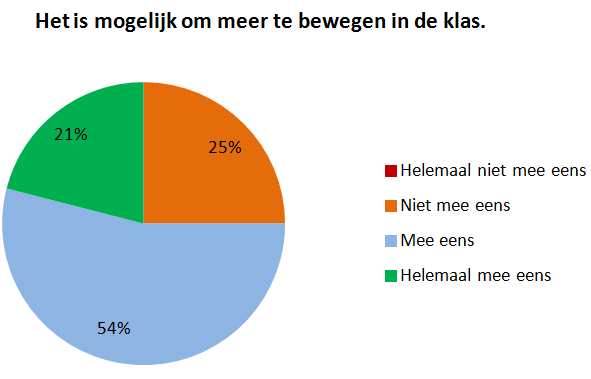 Het is mogelijk om meer te bewegen in de klas.
21%
25%
54%
Helemaal niet mee eens
Niet mee eens
Mee eens
Helemaal mee eens